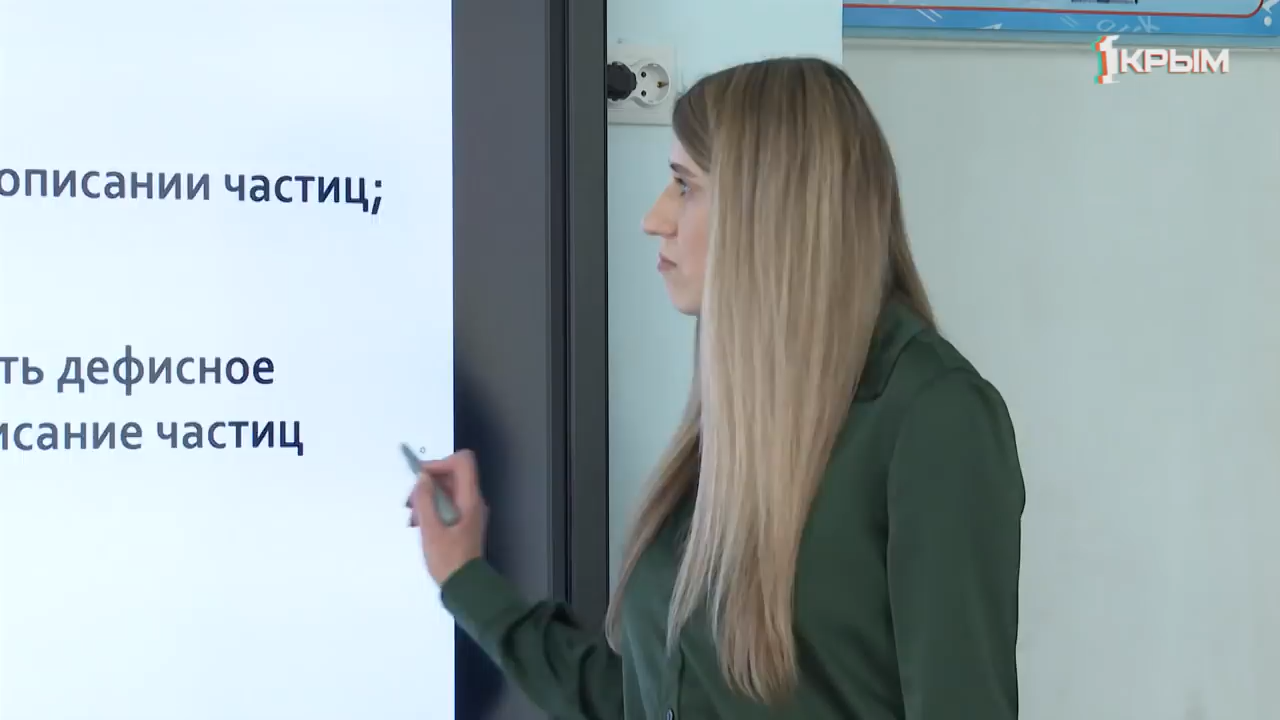 описании частиц;
ть дефисное
исание частиц
1КРЫМ